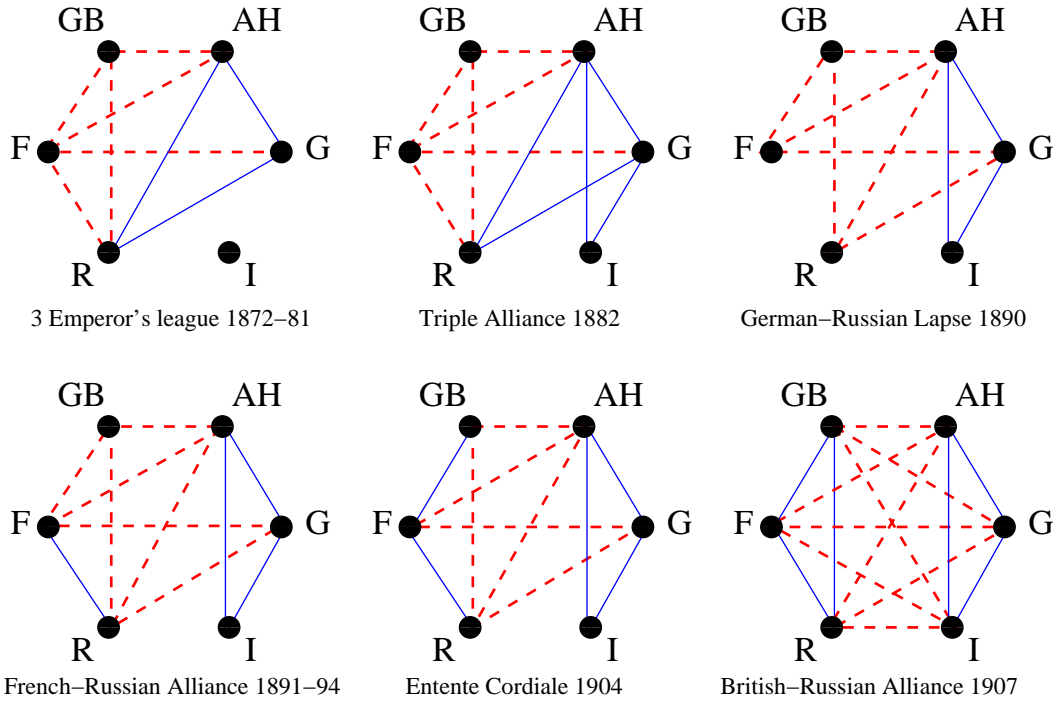 GB AH GB AH GB AH
F G F G F G
R I R I R I
3 Emperor's league 1872−81 Triple Alliance 1882 German−Russian Lapse 1890
GB AH GB AH GB AH
F G F G F G
R I R I R I
French−Russian Alliance 1891−94 Entente Cordiale 1904 British−Russian Alliance 1907